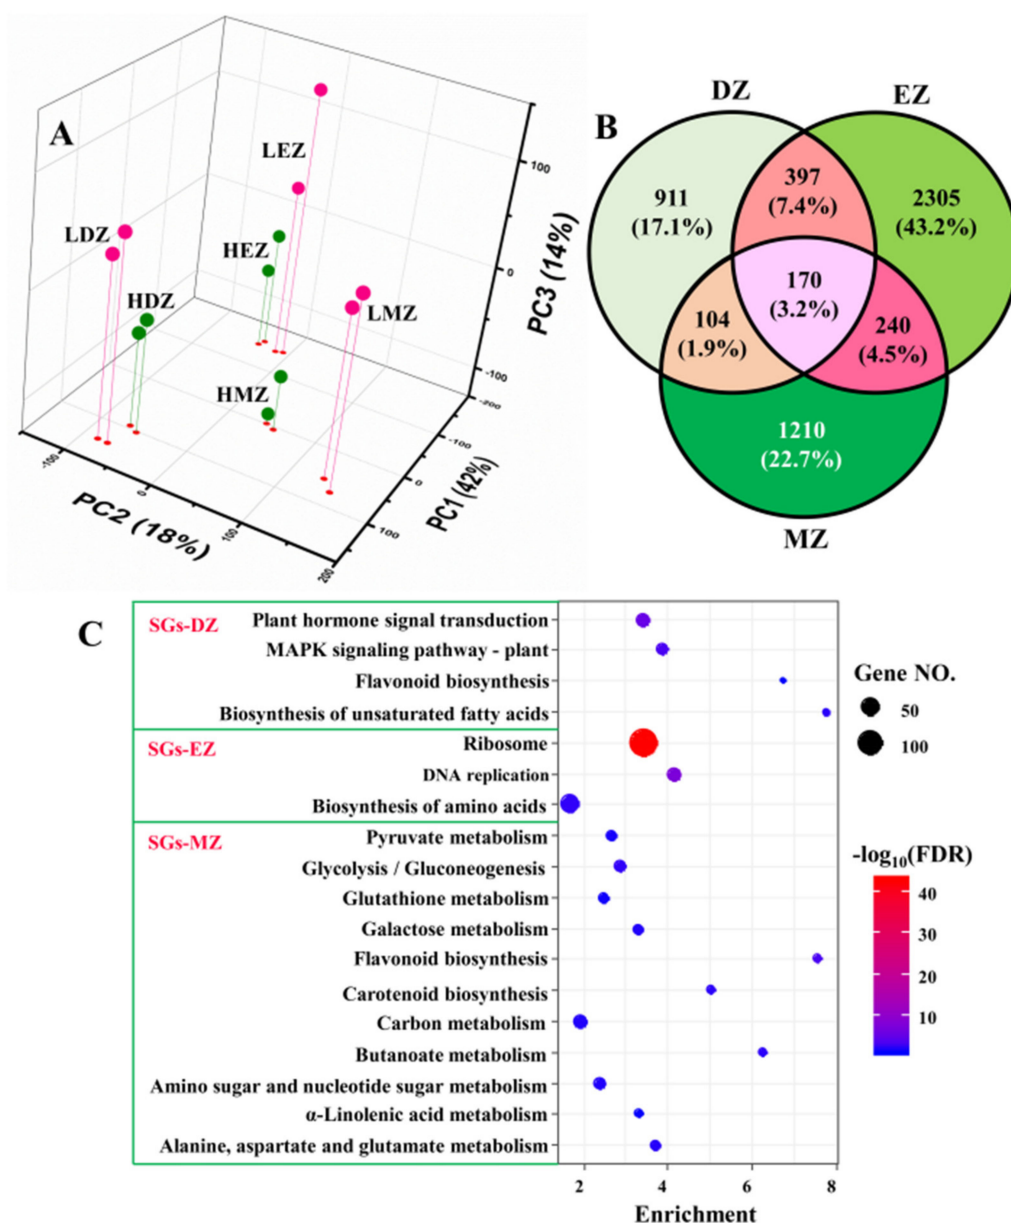 A
LEZ
LDZ
HEZ
HDZ
LMZ
HMZ
100
0
-100
PC3 (14%)
-200
-100
0
100
PC1 (42%)
-100
0
100
200
PC2 (18%)
B
DZ
EZ
911
(17.1%)
397
(7.4%)
2305
(43.2%)
170
(3.2%)
104
(1.9%)
240
(4.5%)
1210
(22.7%)
MZ
C
SGs-DZ
Plant hormone signal transduction
MAPK signaling pathway - plant
Flavonoid biosynthesis
Biosynthesis of unsaturated fatty acids
SGs-EZ
Ribosome
DNA replication
Biosynthesis of amino acids
SGs-MZ
Pyruvate metabolism
Glycolysis / Gluconeogenesis
Glutathione metabolism
Galactose metabolism
Flavonoid biosynthesis
Carotenoid biosynthesis
Carbon metabolism
Butanoate metabolism
Amino sugar and nucleotide sugar metabolism
α-Linolenic acid metabolism
Alanine, aspartate and glutamate metabolism
2 4 6 8
Enrichment
Gene NO.
50
100
-log₁₀(FDR)
40
30
20
10